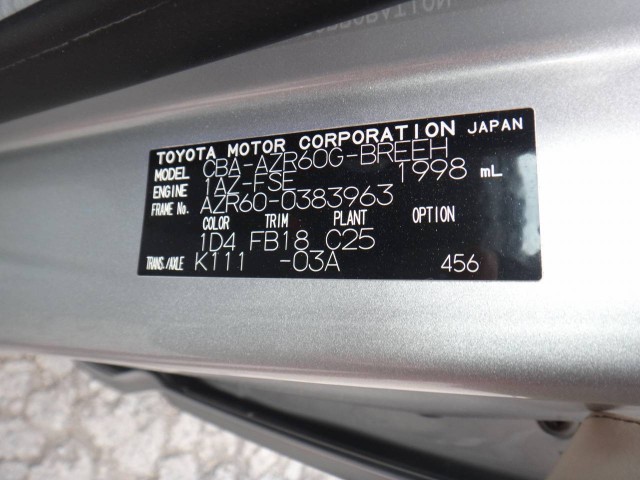 TOYOTA MOTOR CORPORATION JAPAN
MODEL CBA-AZR60G-BREEH
ENGINE 1AZ-FSE 1998 mL
FRAME No. AZR60-0383963
COLOR TRIM PLANT OPTION
1D4 FB18 C25
TRANS./AXLE K111 -03A 456